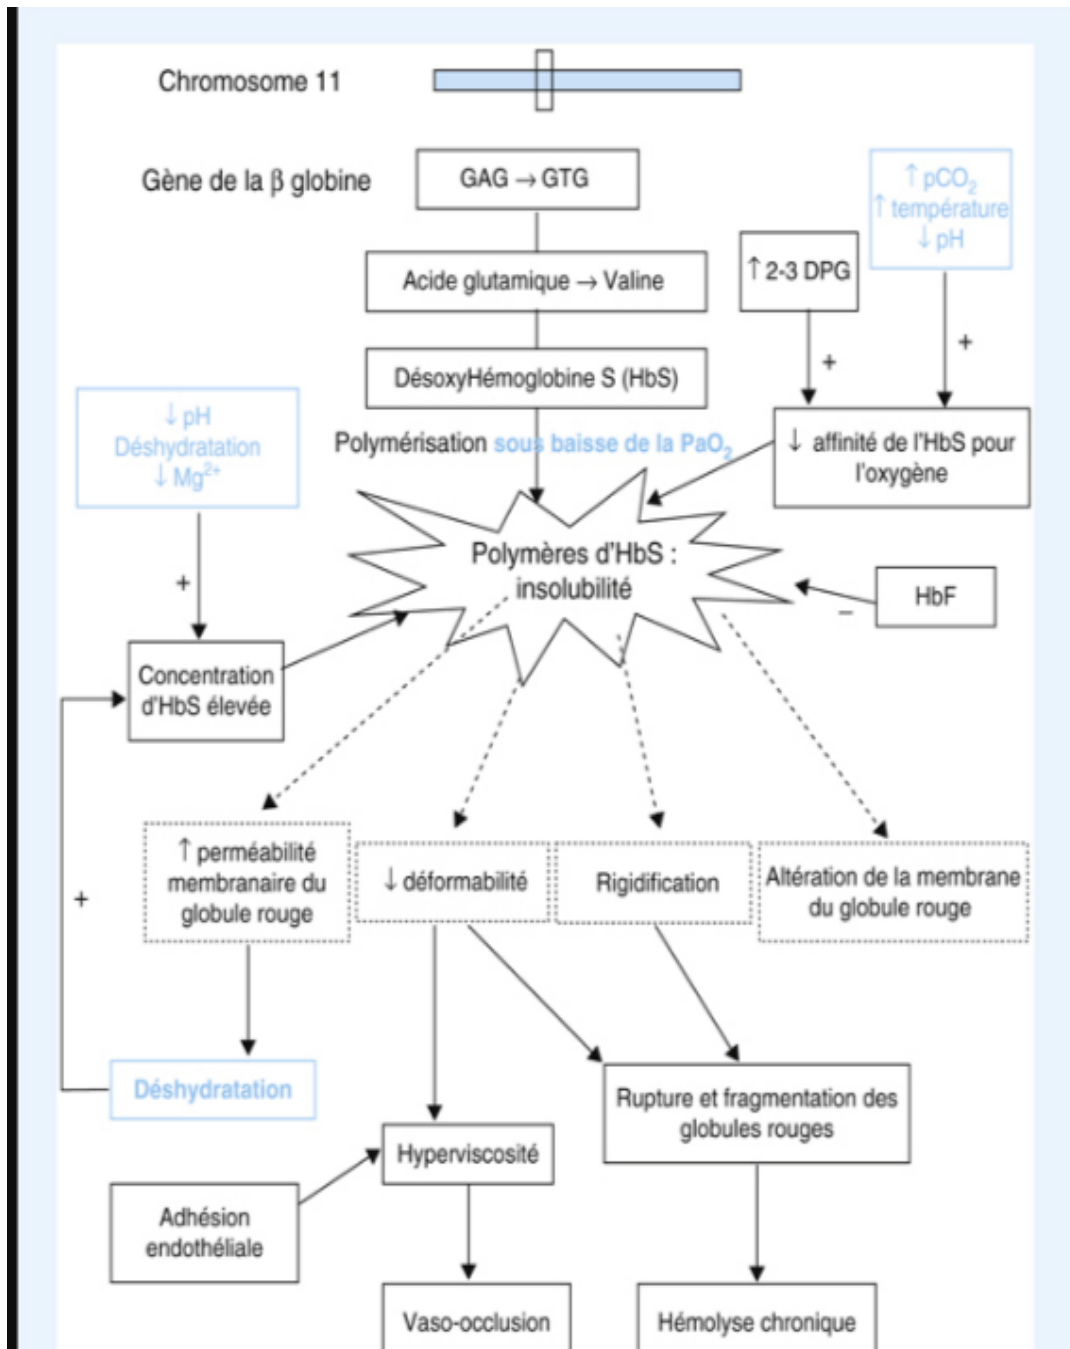 Chromosome 11
Gène de la β globine
GAG → GTG
↑ pCO₂
↑ température
↓ pH
Acide glutamique → Valine
↑ 2-3 DPG
+
+
DésoxyHémoglobine S (HbS)
↓ pH
Déshydratation
↓ Mg²⁺
Polymérisation sous baisse de la PaO₂
↓ affinité de l'HbS pour
l'oxygène
Polymères d'HbS :
insolubilité
+
HbF
–
Concentration
d'HbS élevée
↑ perméabilité
membranaire du
globule rouge
↓ déformabilité
Rigidification
Altération de la membrane
du globule rouge
+
Déshydratation
Rupture et fragmentation des
globules rouges
Hyperviscosité
Adhésion
endothéliale
Vaso-occlusion
Hémolyse chronique